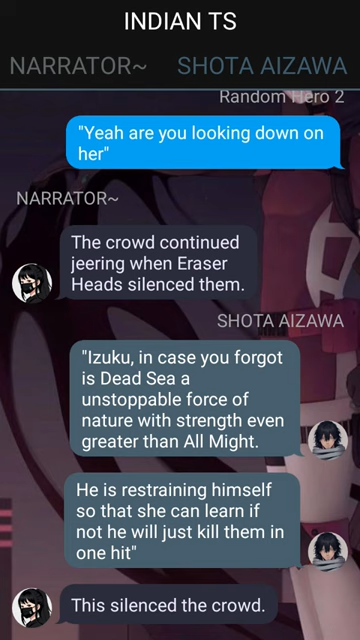 INDIAN TS
NARRATOR~ SHOTA AIZAWA
Random Hero 2
"Yeah are you looking down on
her"
NARRATOR~
The crowd continued
jeering when Eraser
Heads silenced them.
SHOTA AIZAWA
"Izuku, in case you forgot
is Dead Sea a
unstoppable force of
nature with strength even
greater than All Might.
He is restraining himself
so that she can learn if
not he will just kill them in
one hit"
This silenced the crowd.